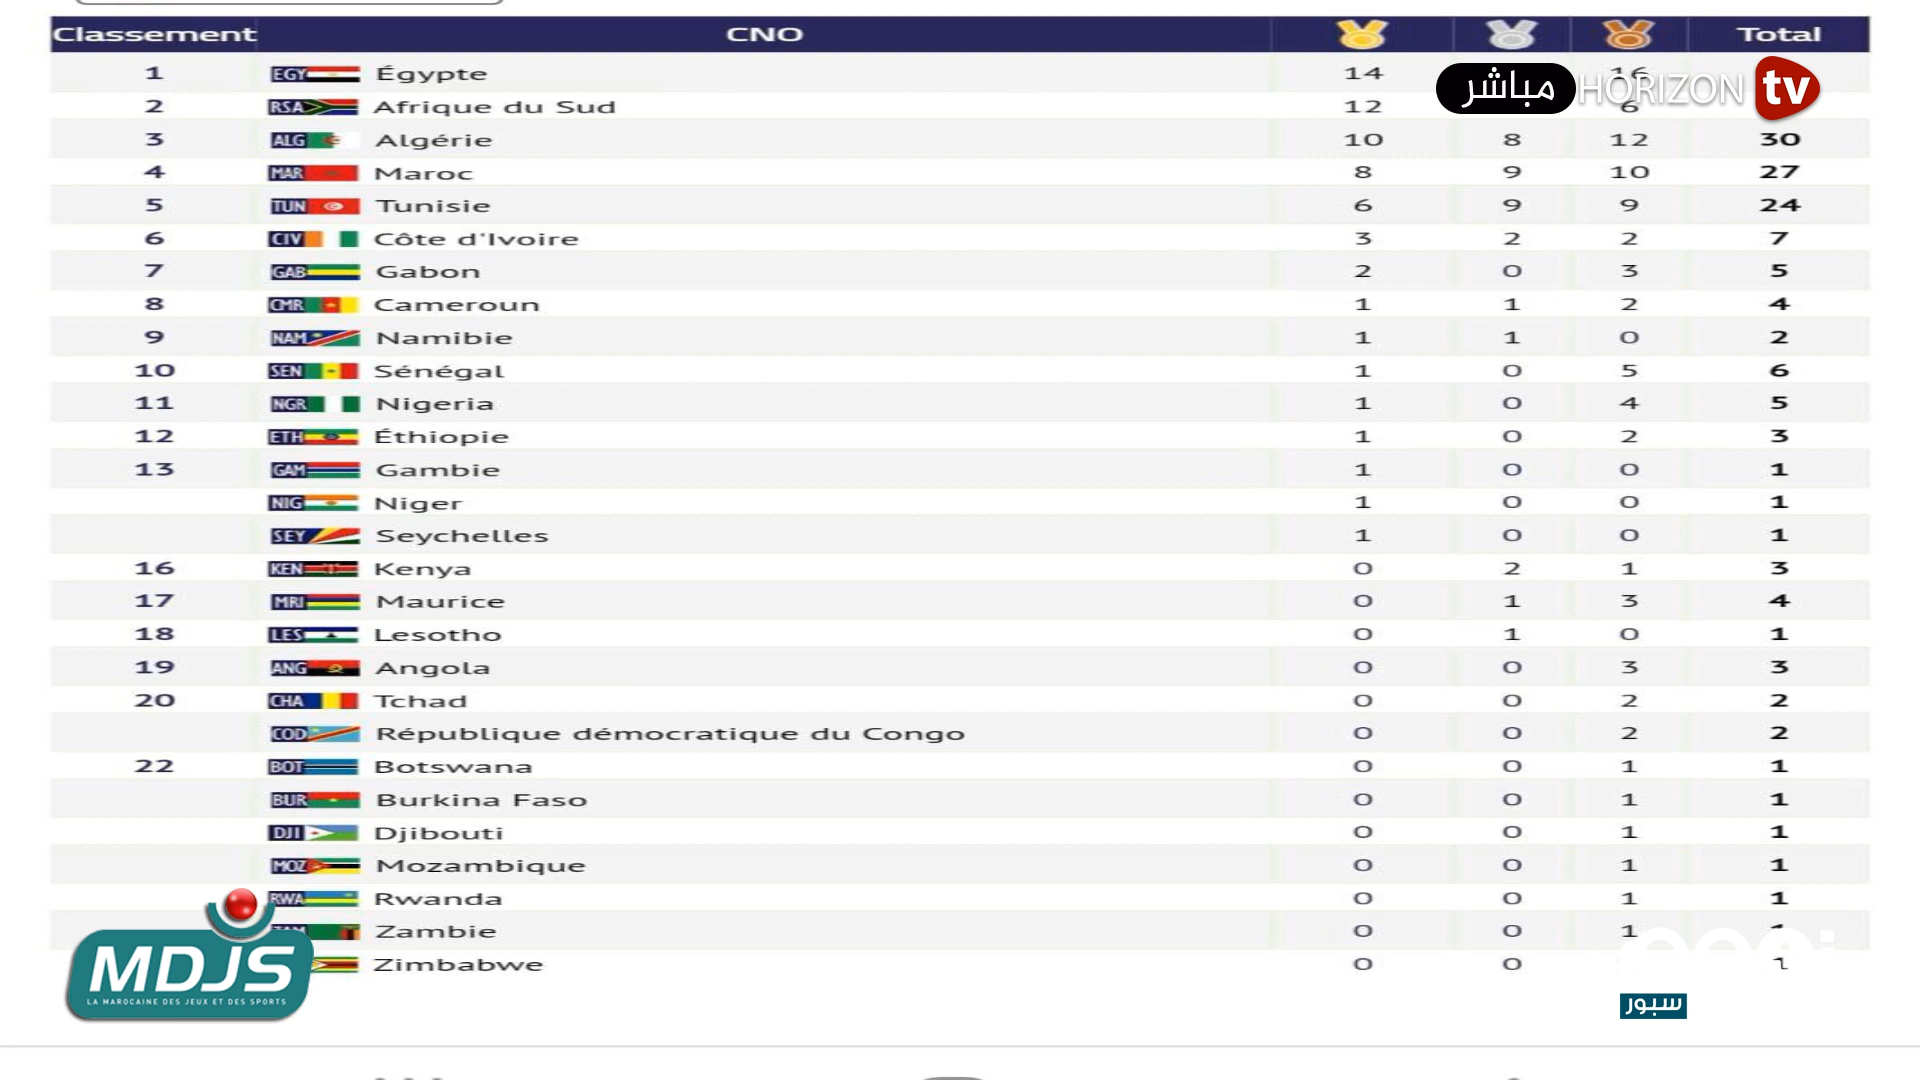 Classement CNO Total
1 EGY Égypte 14 16
2 RSA Afrique du Sud 12 6
مباشر HORIZON tv
3 ALG Algérie 10 8 12 30
4 MAR Maroc 8 9 10 27
5 TUN Tunisie 6 9 9 24
6 CIV Côte d'Ivoire 3 2 2 7
7 GAB Gabon 2 0 3 5
8 CMR Cameroun 1 1 2 4
9 NAM Namibie 1 1 0 2
10 SEN Sénégal 1 0 5 6
11 NGR Nigeria 1 0 4 5
12 ETH Éthiopie 1 0 2 3
13 GAM Gambie 1 0 0 1
NIG Niger 1 0 0 1
SEY Seychelles 1 0 0 1
16 KEN Kenya 0 2 1 3
17 MRI Maurice 0 1 3 4
18 LES Lesotho 0 1 0 1
19 ANG Angola 0 0 3 3
20 CHA Tchad 0 0 2 2
COD République démocratique du Congo 0 0 2 2
22 BOT Botswana 0 0 1 1
BUR Burkina Faso 0 0 1 1
DJI Djibouti 0 0 1 1
MOZ Mozambique 0 0 1 1
RWA Rwanda 0 0 1 1
Zambie 0 0 1
Zimbabwe 0 0 1
MDJS
LA MAROCAINE DES JEUX ET DES SPORTS
سبور